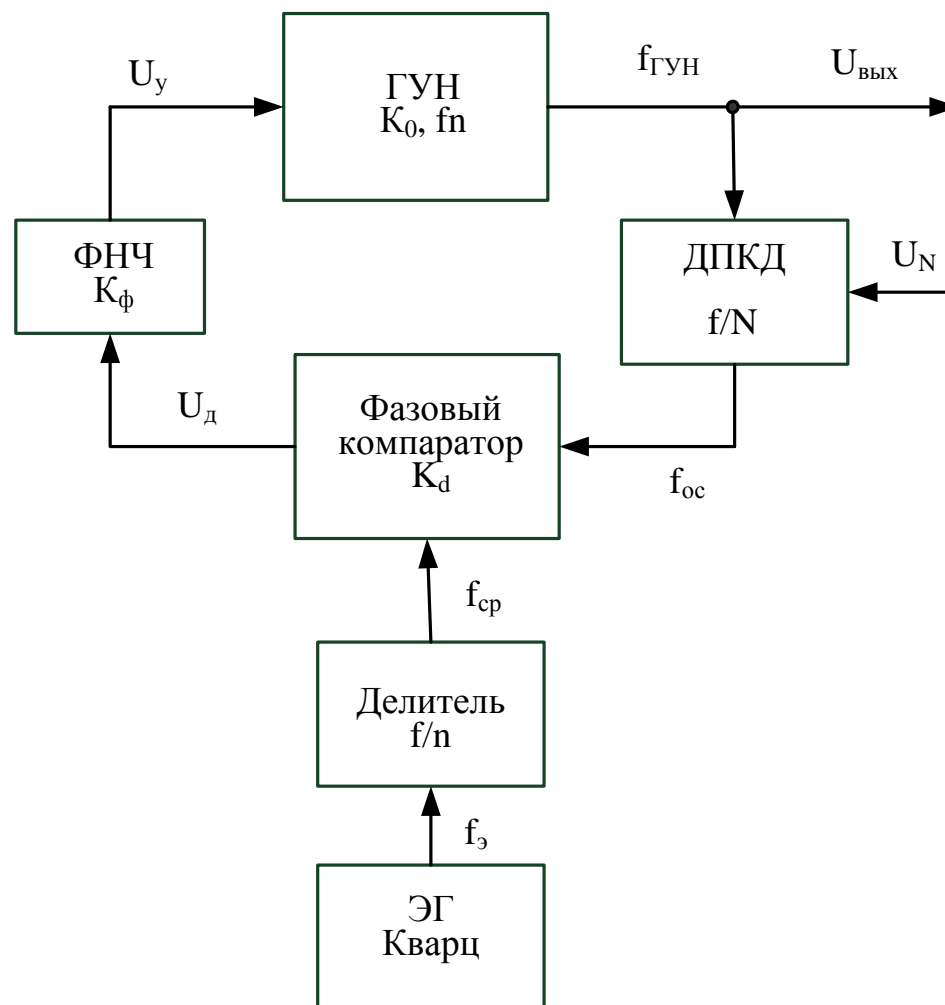 U_у
ГУН
К₀, fn
f_ГУН
U_вых
ФНЧ
К_ф
ДПКД
f/N
U_N
U_д
Фазовый
компаратор
K_d
f_ос
f_ср
Делитель
f/n
f_э
ЭГ
Кварц